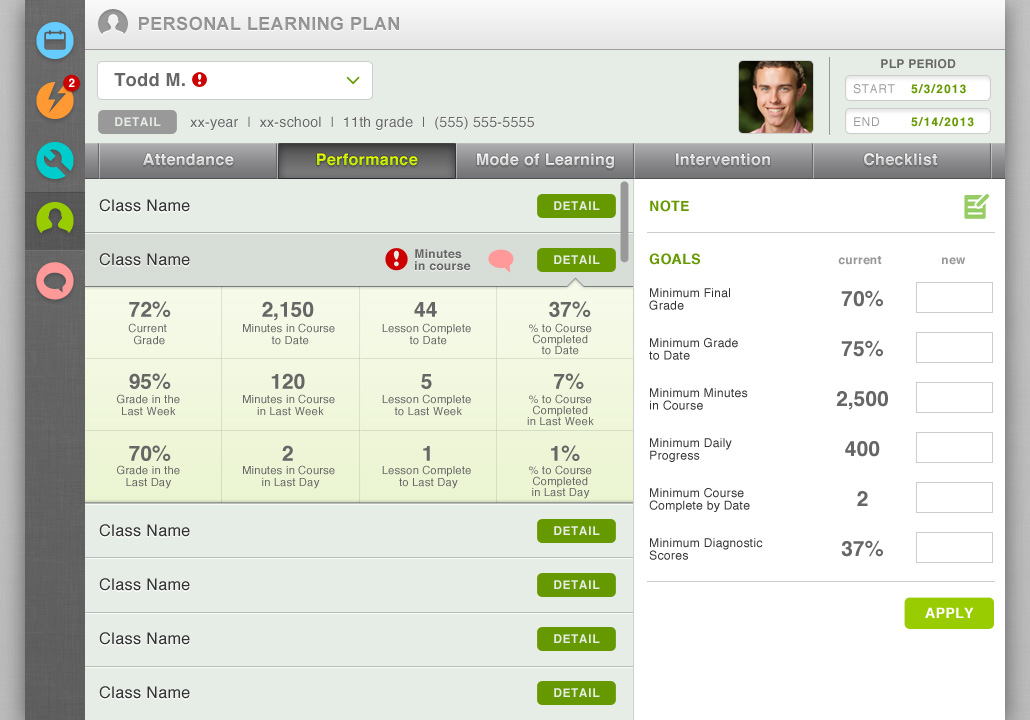 PERSONAL LEARNING PLAN
2
Todd M.
PLP PERIOD
START 5/3/2013
END 5/14/2013
DETAIL xx-year | xx-school | 11th grade | (555) 555-5555
Attendance Performance Mode of Learning Intervention Checklist
Class Name DETAIL
Class Name Minutes
in course DETAIL
72%
Current
Grade
2,150
Minutes in Course
to Date
44
Lesson Complete
to Date
37%
% to Course
Completed
to Date
95%
Grade in the
Last Week
120
Minutes in Course
in Last Week
5
Lesson Complete
to Last Week
7%
% to Course
Completed
in Last Week
70%
Grade in the
Last Day
2
Minutes in Course
in Last Day
1
Lesson Complete
to Last Day
1%
% to Course
Completed
in Last Day
Class Name DETAIL
Class Name DETAIL
Class Name DETAIL
Class Name DETAIL
NOTE
GOALS current new
Minimum Final
Grade
70%
Minimum Grade
to Date
75%
Minimum Minutes
in Course
2,500
Minimum Daily
Progress
400
Minimum Course
Complete by Date
2
Minimum Diagnostic
Scores
37%
APPLY